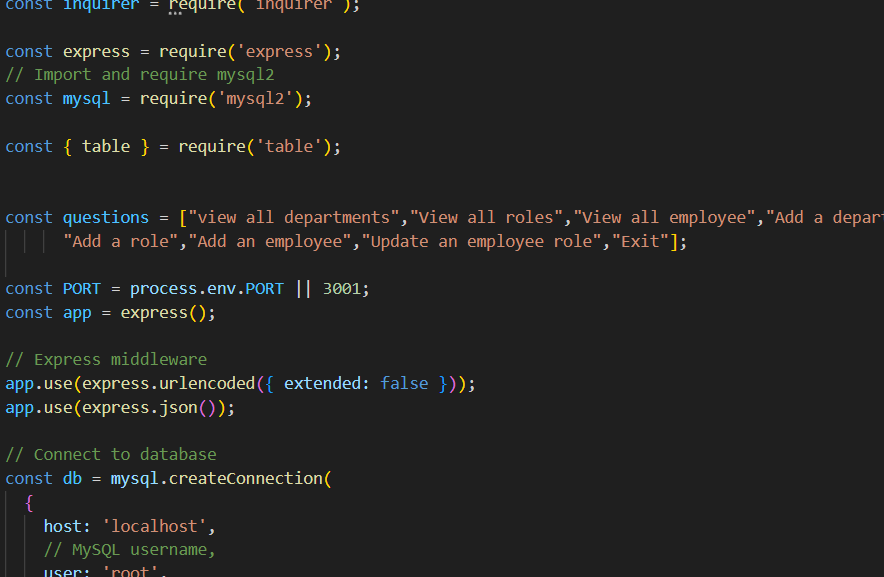 const inquirer = require('inquirer');
const express = require('express');
// Import and require mysql2
const mysql = require('mysql2');
const { table } = require('table');
const questions = ["view all departments","View all roles","View all employee","Add a depar
"Add a role","Add an employee","Update an employee role","Exit"];
const PORT = process.env.PORT || 3001;
const app = express();
// Express middleware
app.use(express.urlencoded({ extended: false }));
app.use(express.json());
// Connect to database
const db = mysql.createConnection(
{
host: 'localhost',
// MySQL username,
user: 'root',